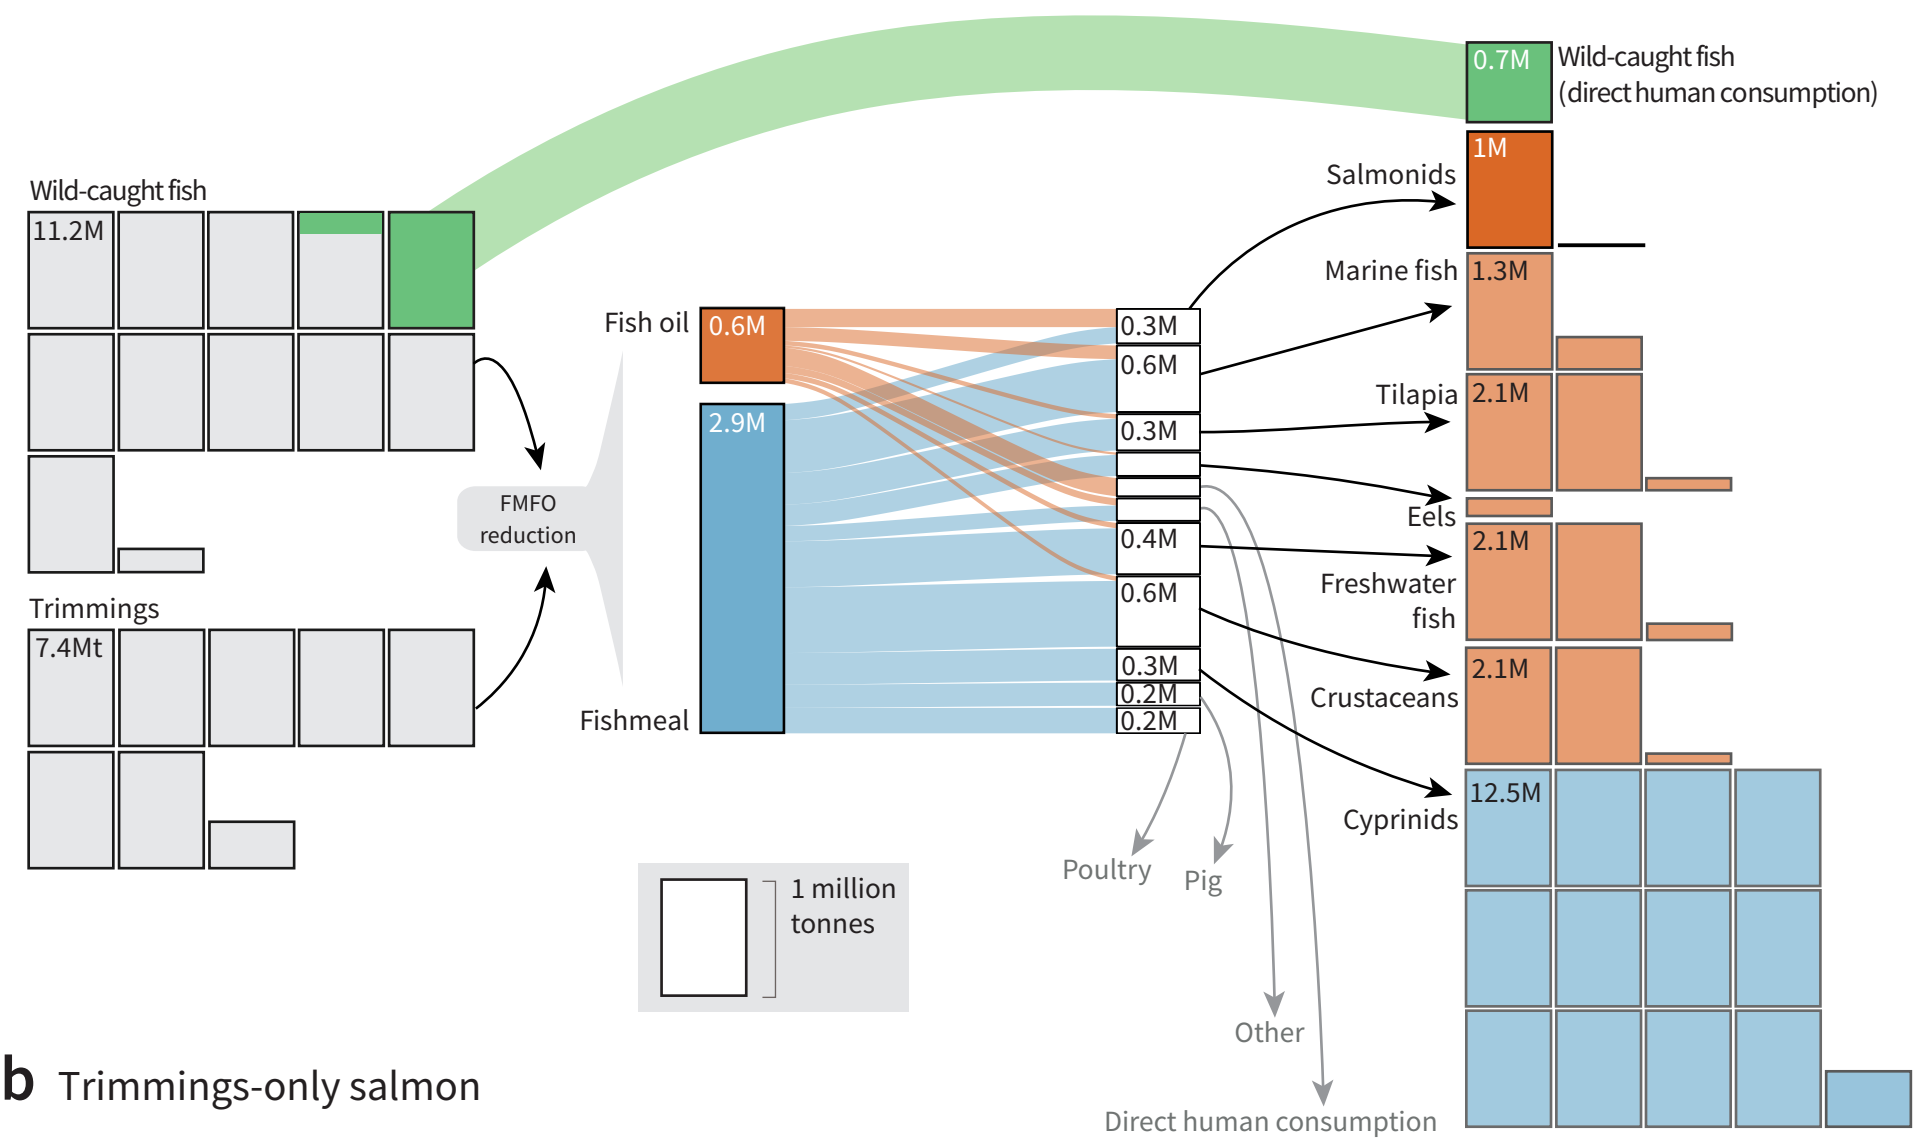 0.7M
Wild-caught fish
(direct human consumption)
1M
Salmonids
Wild-caught fish
11.2M
Marine fish
1.3M
Fish oil
0.6M
0.3M
0.6M
Tilapia
2.1M
2.9M
0.3M
FMFO
reduction
Eels
0.4M
2.1M
Freshwater
fish
0.6M
Trimmings
7.4Mt
0.3M
2.1M
Crustaceans
0.2M
Fishmeal
0.2M
12.5M
Cyprinids
Poultry
Pig
1 million
tonnes
Other
b Trimmings-only salmon
Direct human consumption